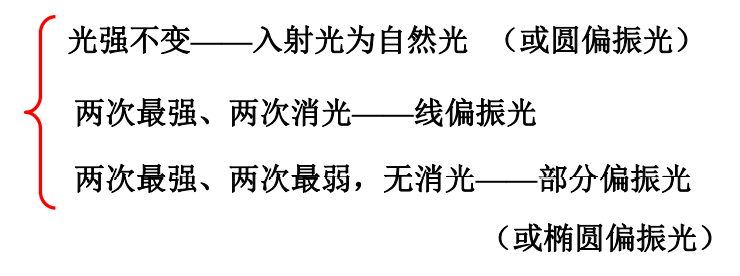 光强不变——入射光为自然光 （或圆偏振光）
两次最强、两次消光——线偏振光
两次最强、两次最弱，无消光——部分偏振光
（或椭圆偏振光）